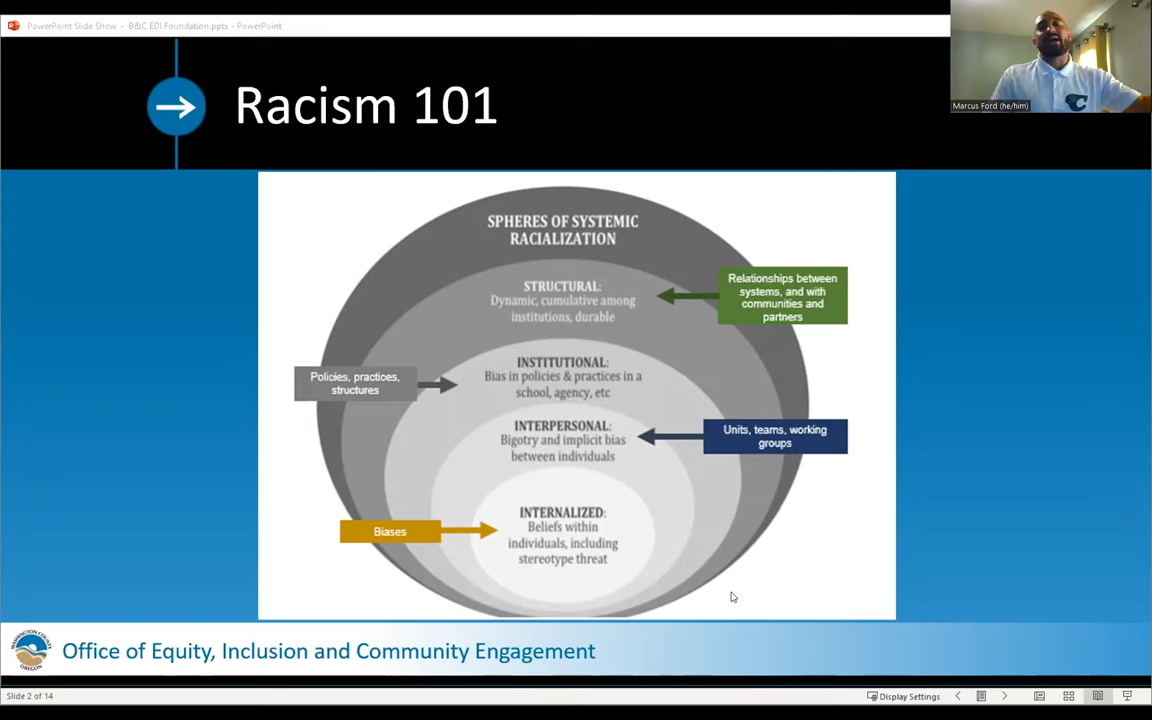 PowerPoint Slide Show - B&C EDI Foundation.pptx - PowerPoint
Marcus Ford (he/him)
Racism 101
SPHERES OF SYSTEMIC
RACIALIZATION
STRUCTURAL:
Dynamic, cumulative among
institutions, durable
Relationships between
systems, and with
communities and
partners
INSTITUTIONAL:
Bias in policies & practices in a
school, agency, etc
Policies, practices,
structures
INTERPERSONAL:
Bigotry and implicit bias
between individuals
Units, teams, working
groups
INTERNALIZED:
Beliefs within
individuals, including
stereotype threat
Biases
WASHINGTON COUNTY
OREGON
Office of Equity, Inclusion and Community Engagement
Slide 2 of 14
Display Settings